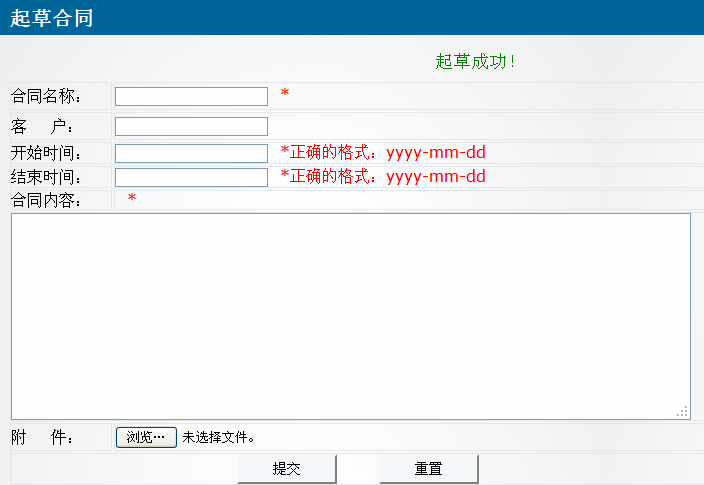 起草合同
起草成功!
合同名称： *
客 户：
开始时间： *正确的格式：yyyy-mm-dd
结束时间： *正确的格式：yyyy-mm-dd
合同内容： *
附 件： 浏览… 未选择文件。
提交 重置